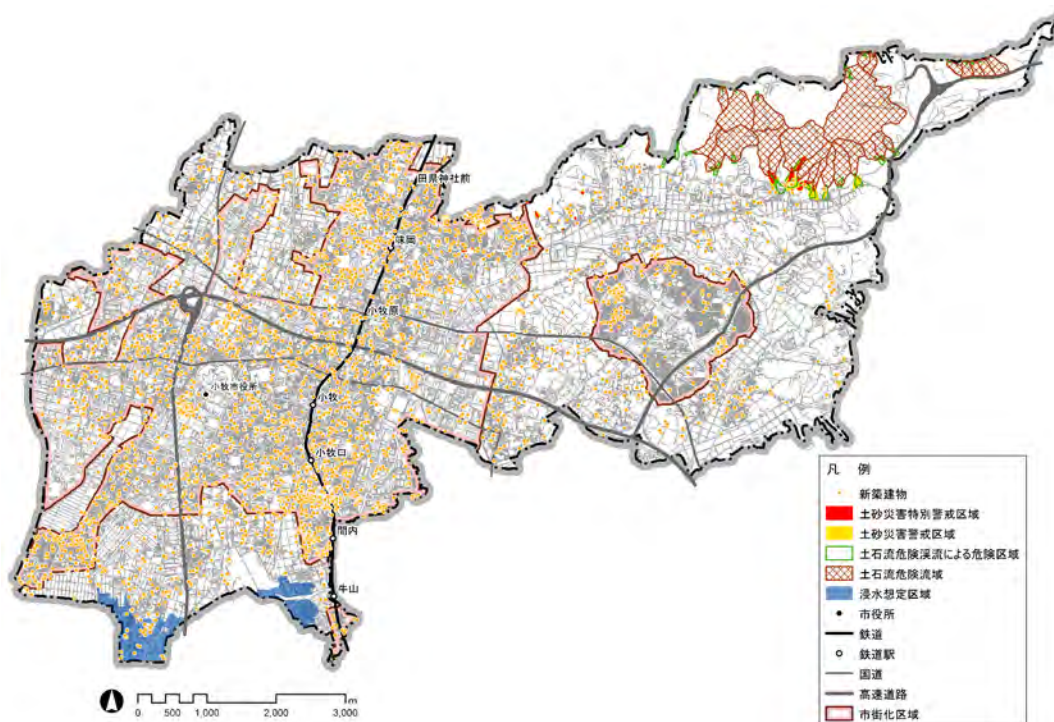 田県神社前
味岡
小牧原
小牧市役所
小牧
小牧口
間内
牛山
凡 例
新築建物
土砂災害特別警戒区域
土砂災害警戒区域
土石流危険渓流による危険区域
土石流危険流域
浸水想定区域
市役所
鉄道
鉄道駅
国道
高速道路
市街化区域
0 500 1,000 2,000 3,000 m